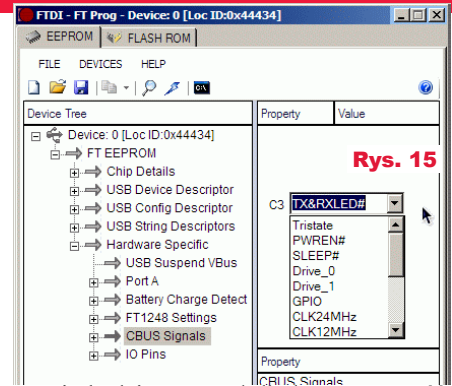 FTDI - FT Prog - Device: 0 [Loc ID:0x44434]
EEPROM FLASH ROM
FILE DEVICES HELP
Device Tree
Property Value
Device: 0 [Loc ID:0x44434]
FT EEPROM
Chip Details
USB Device Descriptor
USB Config Descriptor
USB String Descriptors
Hardware Specific
USB Suspend VBus
Port A
Battery Charge Detect
FT1248 Settings
CBUS Signals
IO Pins
Rys. 15
C3 TX&RXLED#
Tristate
PWREN#
SLEEP#
Drive_0
Drive_1
GPIO
CLK24MHz
CLK12MHz
Property
CBUS Signals